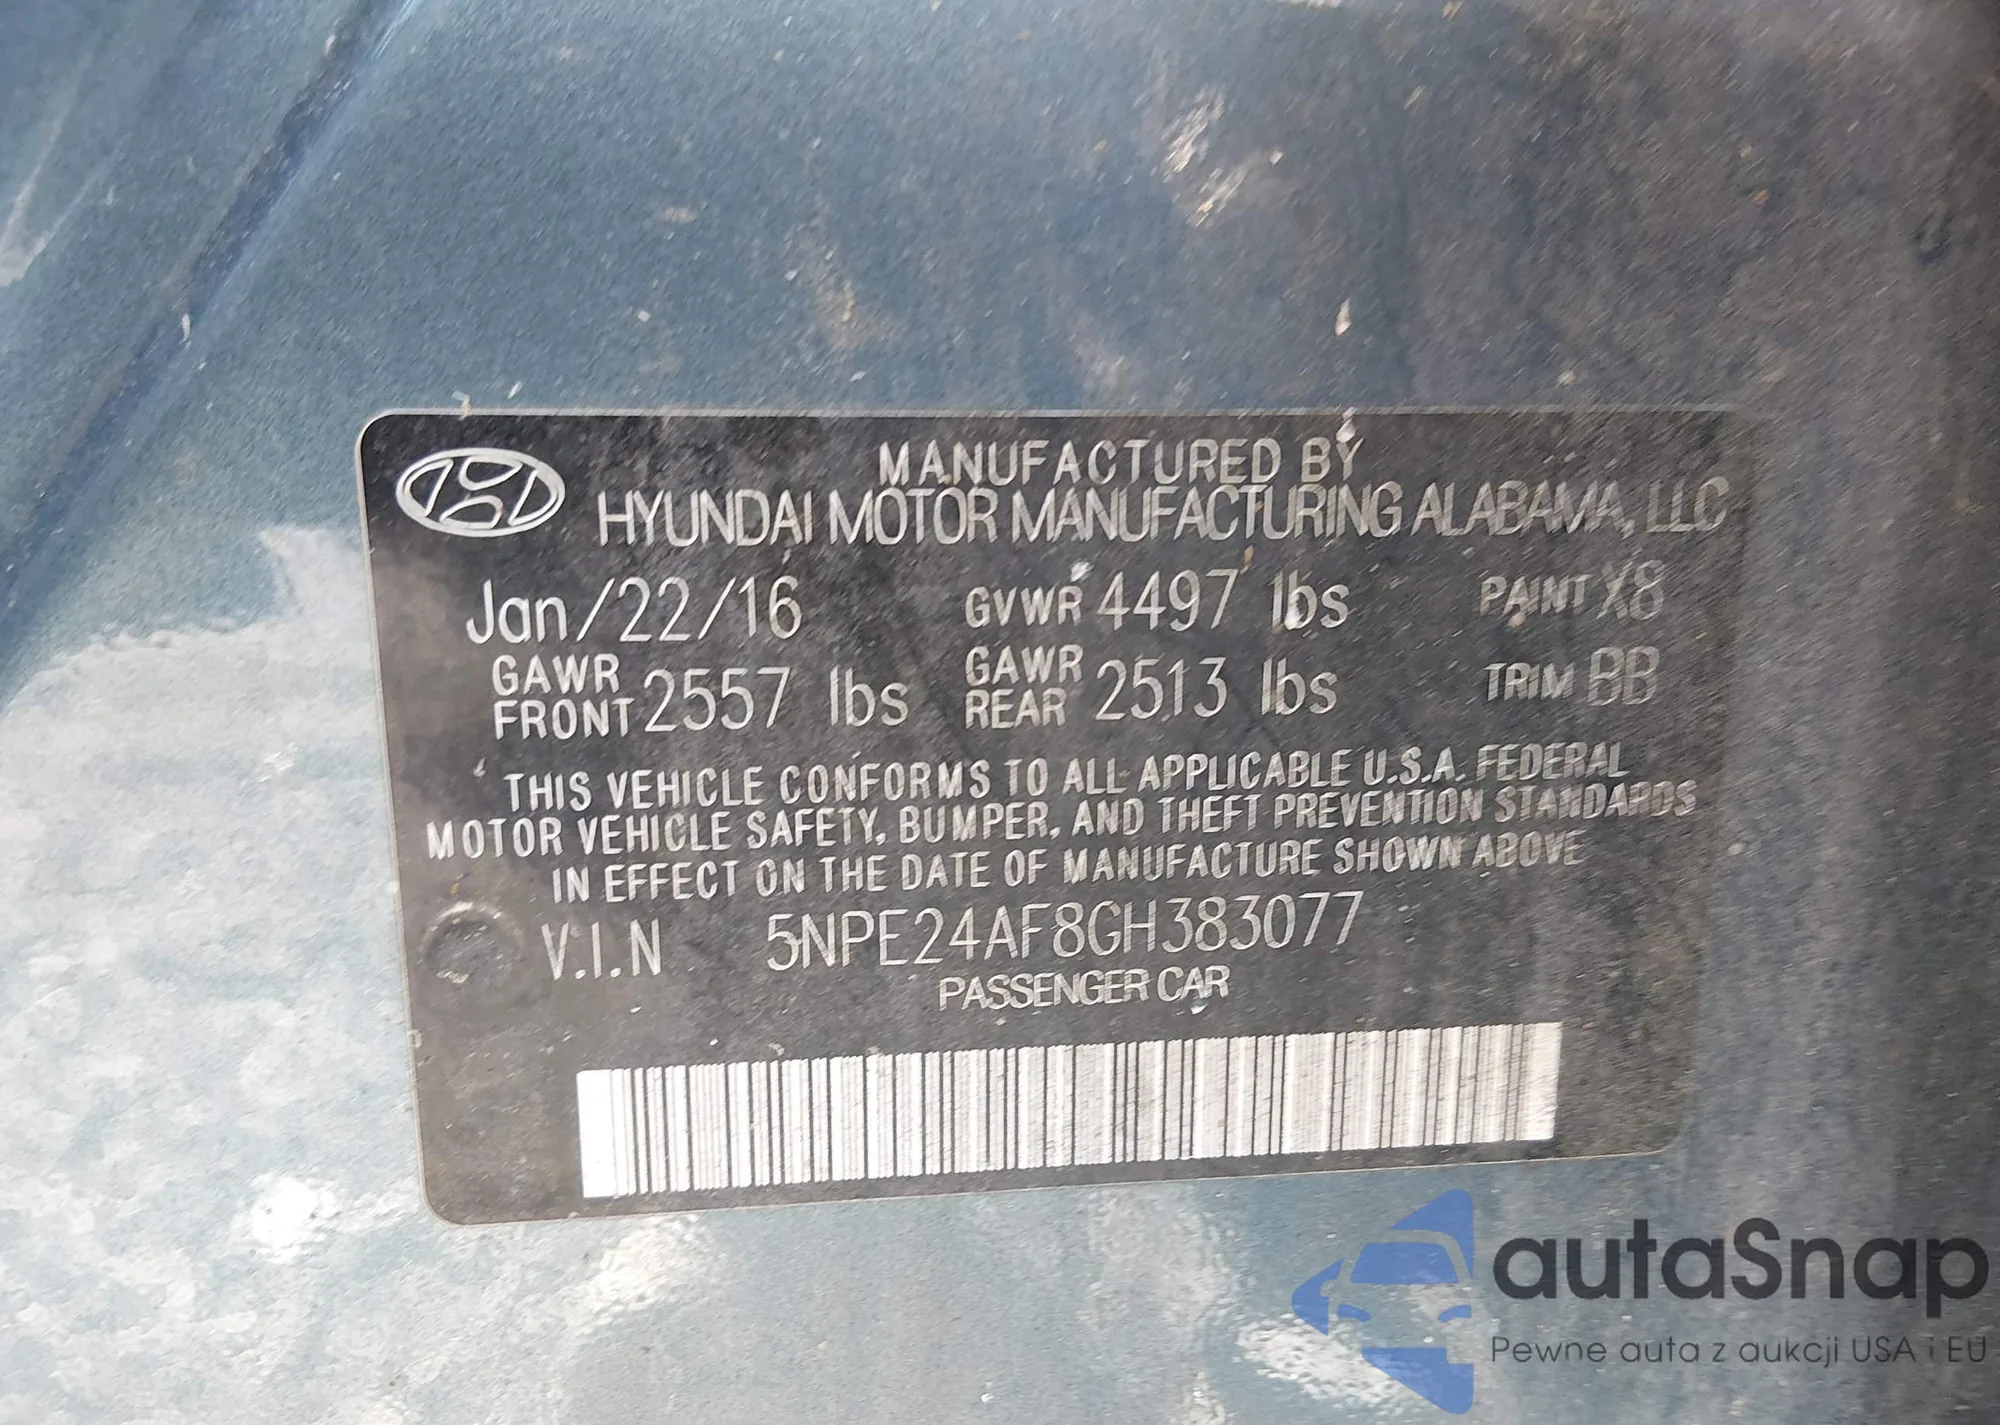 MANUFACTURED BY
HYUNDAI MOTOR MANUFACTURING ALABAMA, LLC
Jan/22/16 GVWR 4497 lbs PAINT X8
GAWR FRONT 2557 lbs GAWR REAR 2513 lbs TRIM BB
THIS VEHICLE CONFORMS TO ALL APPLICABLE U.S.A. FEDERAL
MOTOR VEHICLE SAFETY, BUMPER, AND THEFT PREVENTION STANDARDS
IN EFFECT ON THE DATE OF MANUFACTURE SHOWN ABOVE
V.I.N 5NPE24AF8GH383077
PASSENGER CAR
autaSnap
Pewne auta z aukcji USA i EU